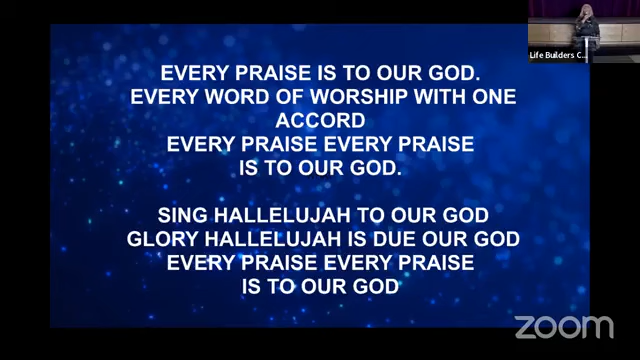 Life Builders C...
EVERY PRAISE IS TO OUR GOD.
EVERY WORD OF WORSHIP WITH ONE
ACCORD
EVERY PRAISE EVERY PRAISE
IS TO OUR GOD.
SING HALLELUJAH TO OUR GOD
GLORY HALLELUJAH IS DUE OUR GOD
EVERY PRAISE EVERY PRAISE
IS TO OUR GOD
zoom